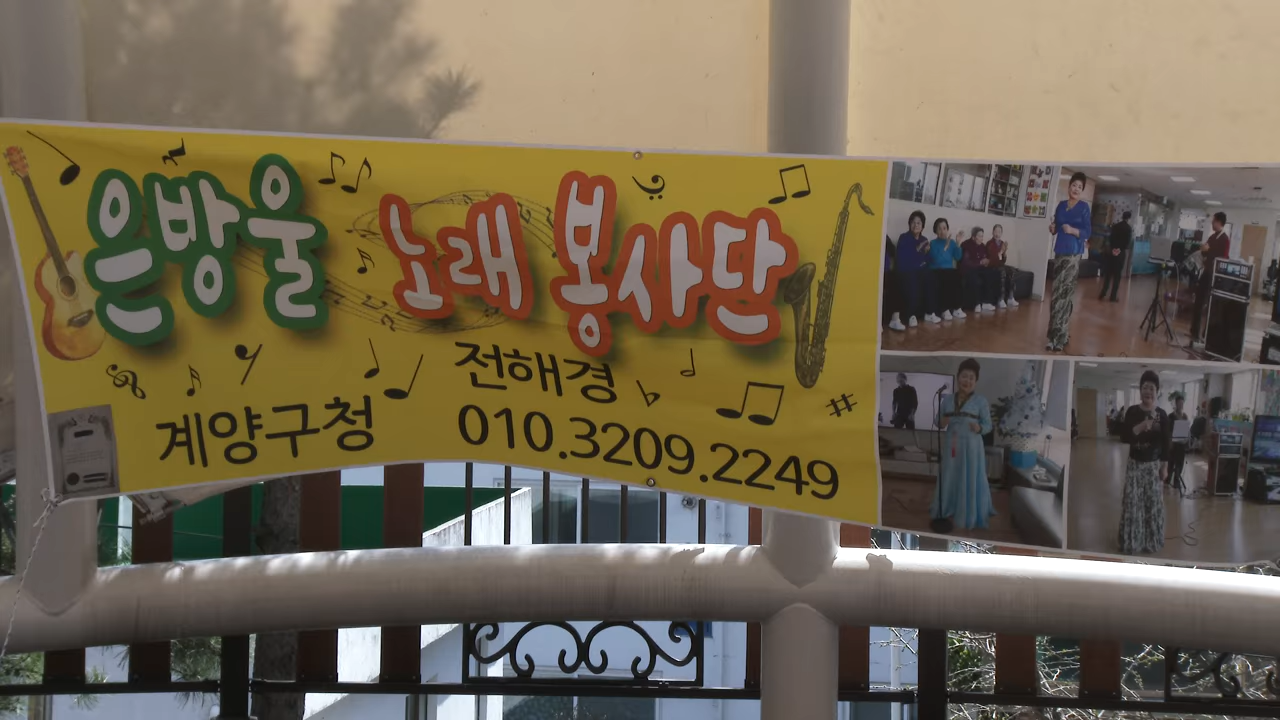 은방울 노래 봉사단
전해경
계양구청
010.3209.2249